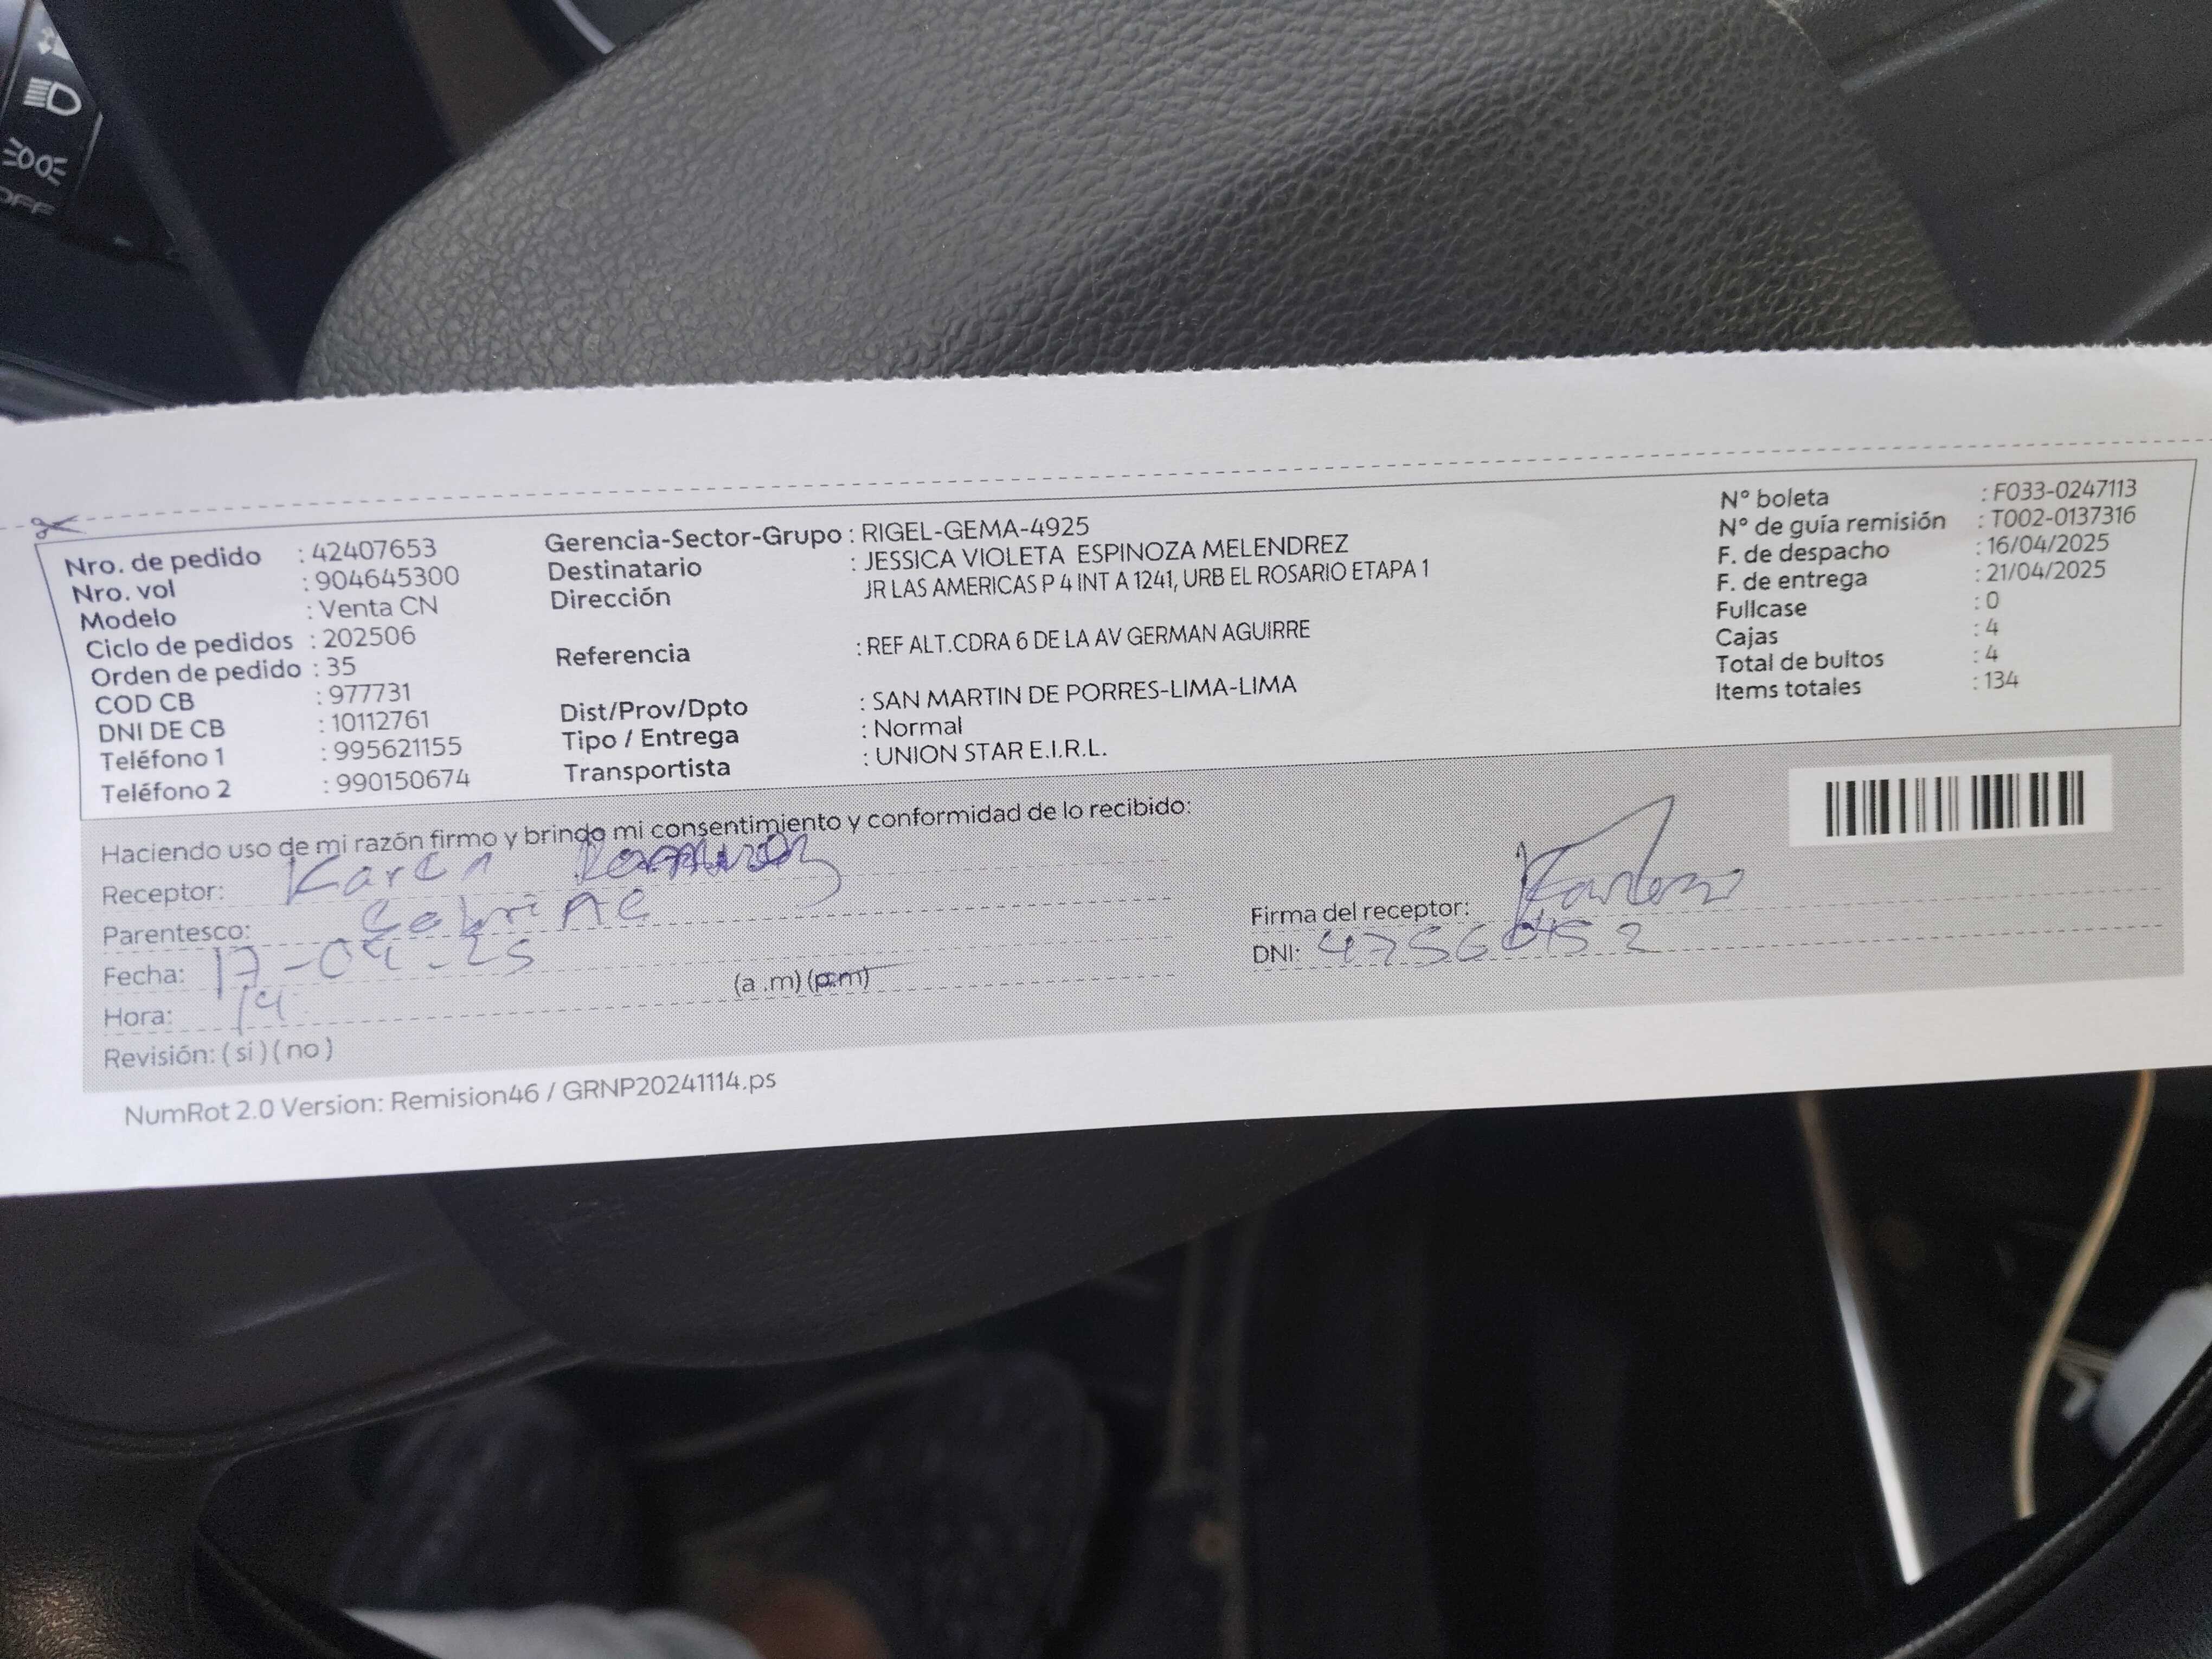 OFF
Nro. de pedido : 42407653
Nro. vol : 904645300
Modelo : Venta CN
Ciclo de pedidos : 202506
Orden de pedido : 35
COD CB : 977731
DNI DE CB : 10112761
Teléfono 1 : 995621155
Teléfono 2 : 990150674
Gerencia-Sector-Grupo : RIGEL-GEMA-4925
Destinatario : JESSICA VIOLETA ESPINOZA MELENDREZ
Dirección JR LAS AMERICAS P 4 INT A 1241, URB EL ROSARIO ETAPA 1
Referencia : REF ALT.CDRA 6 DE LA AV GERMAN AGUIRRE
Dist/Prov/Dpto : SAN MARTIN DE PORRES-LIMA-LIMA
Tipo / Entrega : Normal
Transportista : UNION STAR E.I.R.L.
N° boleta : F033-0247113
N° de guía remisión : T002-0137316
F. de despacho : 16/04/2025
F. de entrega : 21/04/2025
Fullcase : 0
Cajas : 4
Total de bultos : 4
Items totales : 134
Haciendo uso de mi razón firmo y brindo mi consentimiento y conformidad de lo recibido:
Receptor: Karen Ramirez
Parentesco:
Fecha: 17-04-25
Hora: 14 (a .m) (p.m)
Revisión: ( si ) ( no )
Firma del receptor:
DNI:
NumRot 2.0 Version: Remision46 / GRNP20241114.ps